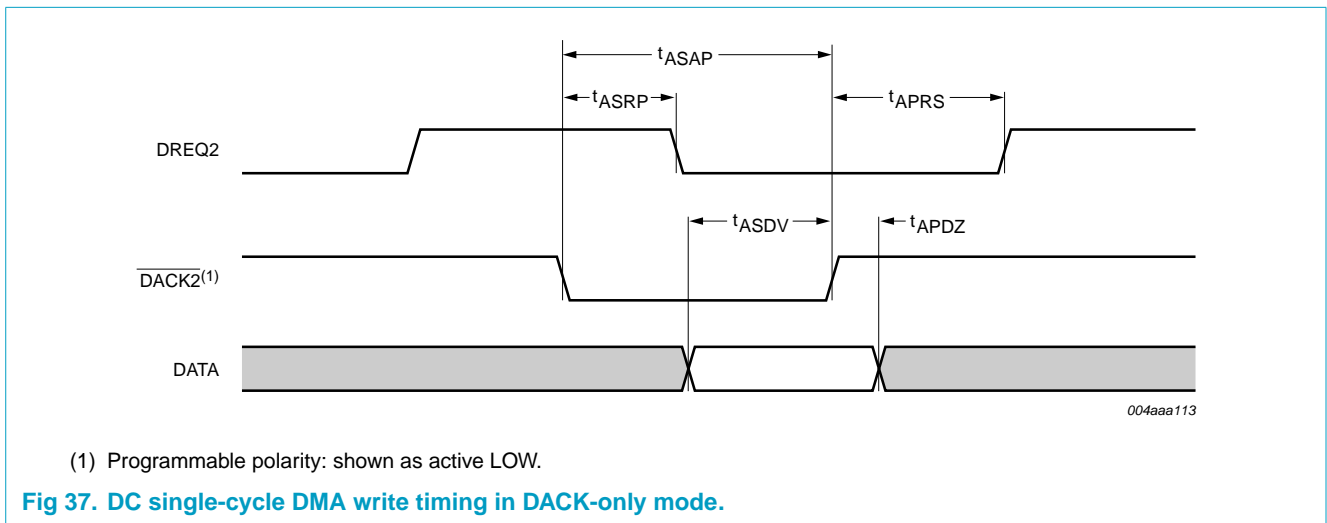 tASAP
tASRP
tAPRS
DREQ2
tASDV
tAPDZ
DACK2(1)
DATA
004aaa113
(1) Programmable polarity: shown as active LOW.
Fig 37. DC single-cycle DMA write timing in DACK-only mode.